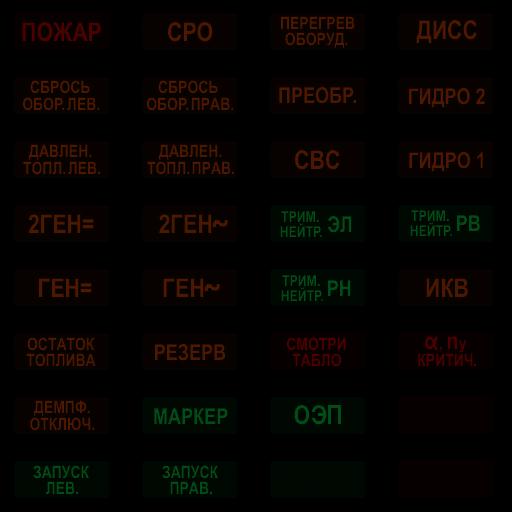 ПОЖАР
СРО
ПЕРЕГРЕВ
ОБОРУД.
ДИСС
СБРОСЬ
ОБОР.ЛЕВ.
СБРОСЬ
ОБОР.ПРАВ.
ПРЕОБР.
ГИДРО 2
ДАВЛЕН.
ТОПЛ.ЛЕВ.
ДАВЛЕН.
ТОПЛ.ПРАВ.
СВС
ГИДРО 1
2ГЕН=
2ГЕН~
ТРИМ.
НЕЙТР. ЭЛ
ТРИМ.
НЕЙТР. РВ
ГЕН=
ГЕН~
ТРИМ.
НЕЙТР. РН
ИКВ
ОСТАТОК
ТОПЛИВА
РЕЗЕРВ
СМОТРИ
ТАБЛО
α, ny
КРИТИЧ.
ДЕМПФ.
ОТКЛЮЧ.
МАРКЕР
ОЭП
ЗАПУСК
ЛЕВ.
ЗАПУСК
ПРАВ.